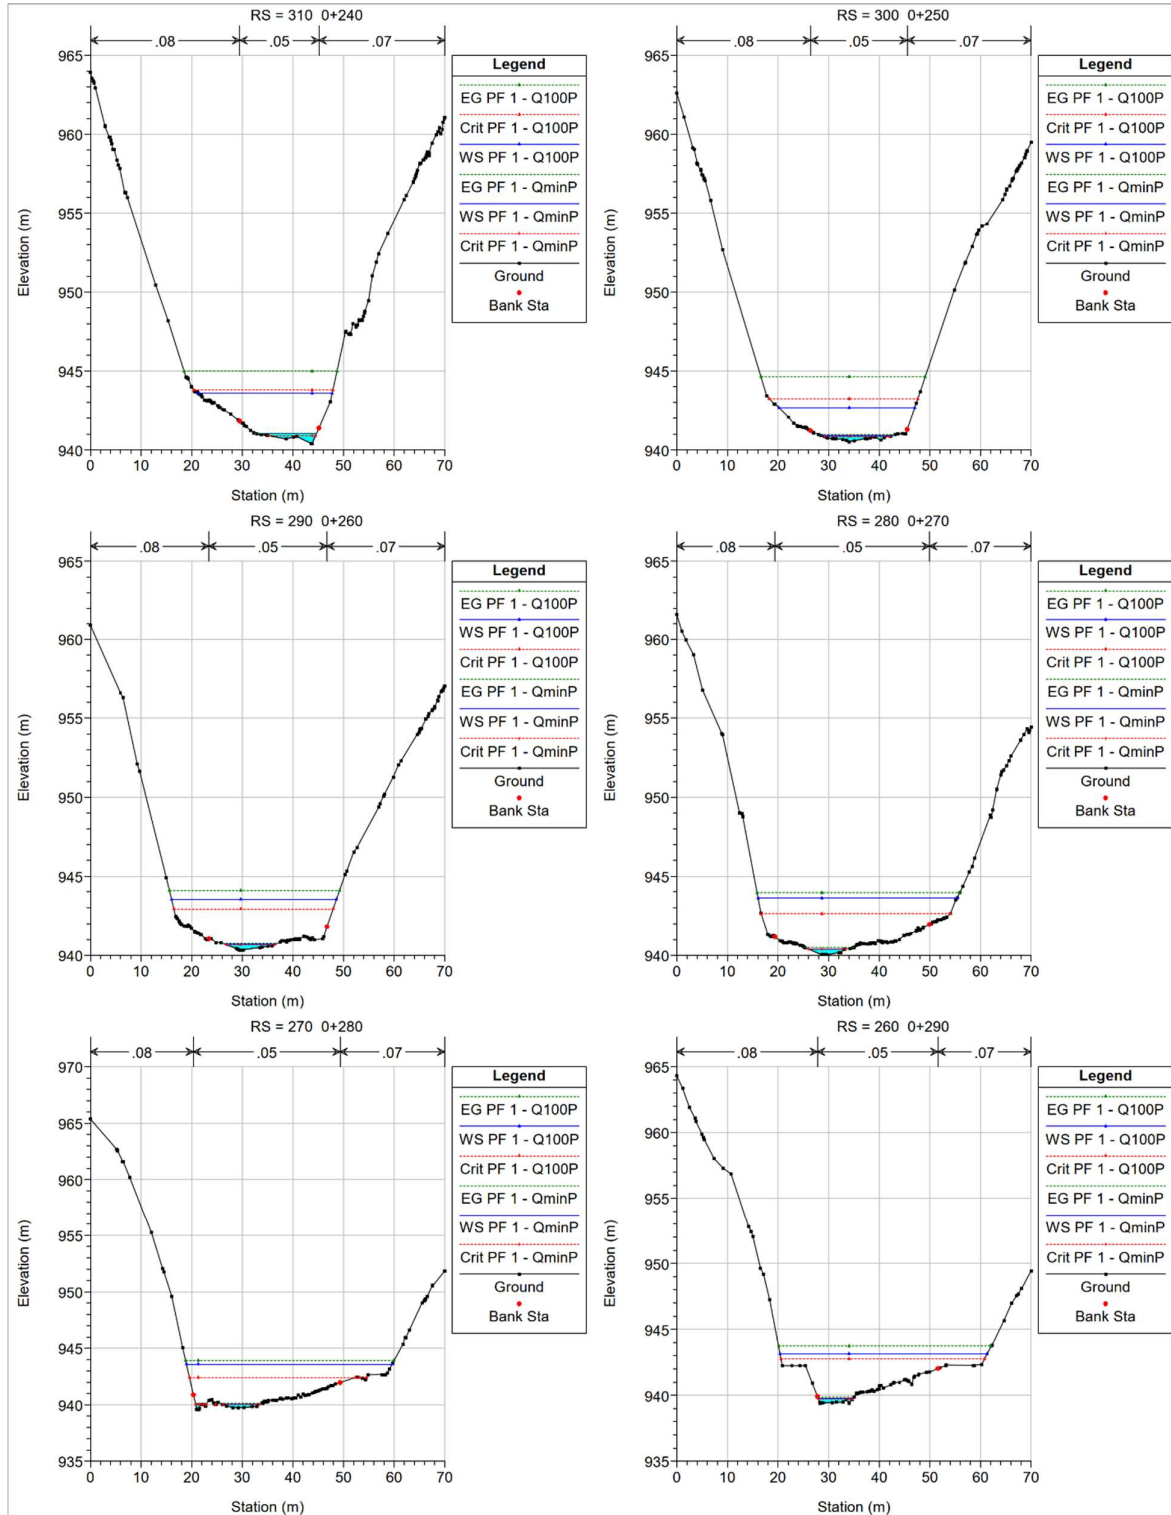 RS = 310 0+240
.08 .05 .07
965
960
955
950
945
940
0 10 20 30 40 50 60 70
Elevation (m)
Station (m)
Legend
EG PF 1 - Q100P
Crit PF 1 - Q100P
WS PF 1 - Q100P
EG PF 1 - QminP
WS PF 1 - QminP
Crit PF 1 - QminP
Ground
Bank Sta
RS = 300 0+250
.08 .05 .07
965
960
955
950
945
940
0 10 20 30 40 50 60 70
Elevation (m)
Station (m)
Legend
EG PF 1 - Q100P
Crit PF 1 - Q100P
WS PF 1 - Q100P
EG PF 1 - QminP
WS PF 1 - QminP
Crit PF 1 - QminP
Ground
Bank Sta
RS = 290 0+260
.08 .05 .07
965
960
955
950
945
940
0 10 20 30 40 50 60 70
Elevation (m)
Station (m)
Legend
EG PF 1 - Q100P
WS PF 1 - Q100P
Crit PF 1 - Q100P
EG PF 1 - QminP
WS PF 1 - QminP
Crit PF 1 - QminP
Ground
Bank Sta
RS = 280 0+270
.08 .05 .07
965
960
955
950
945
940
0 10 20 30 40 50 60 70
Elevation (m)
Station (m)
Legend
EG PF 1 - Q100P
WS PF 1 - Q100P
Crit PF 1 - Q100P
EG PF 1 - QminP
WS PF 1 - QminP
Crit PF 1 - QminP
Ground
Bank Sta
RS = 270 0+280
.08 .05 .07
970
965
960
955
950
945
940
935
0 10 20 30 40 50 60 70
Elevation (m)
Station (m)
Legend
EG PF 1 - Q100P
WS PF 1 - Q100P
Crit PF 1 - Q100P
EG PF 1 - QminP
WS PF 1 - QminP
Crit PF 1 - QminP
Ground
Bank Sta
RS = 260 0+290
.08 .05 .07
965
960
955
950
945
940
935
0 10 20 30 40 50 60 70
Elevation (m)
Station (m)
Legend
EG PF 1 - Q100P
WS PF 1 - Q100P
Crit PF 1 - Q100P
EG PF 1 - QminP
WS PF 1 - QminP
Crit PF 1 - QminP
Ground
Bank Sta